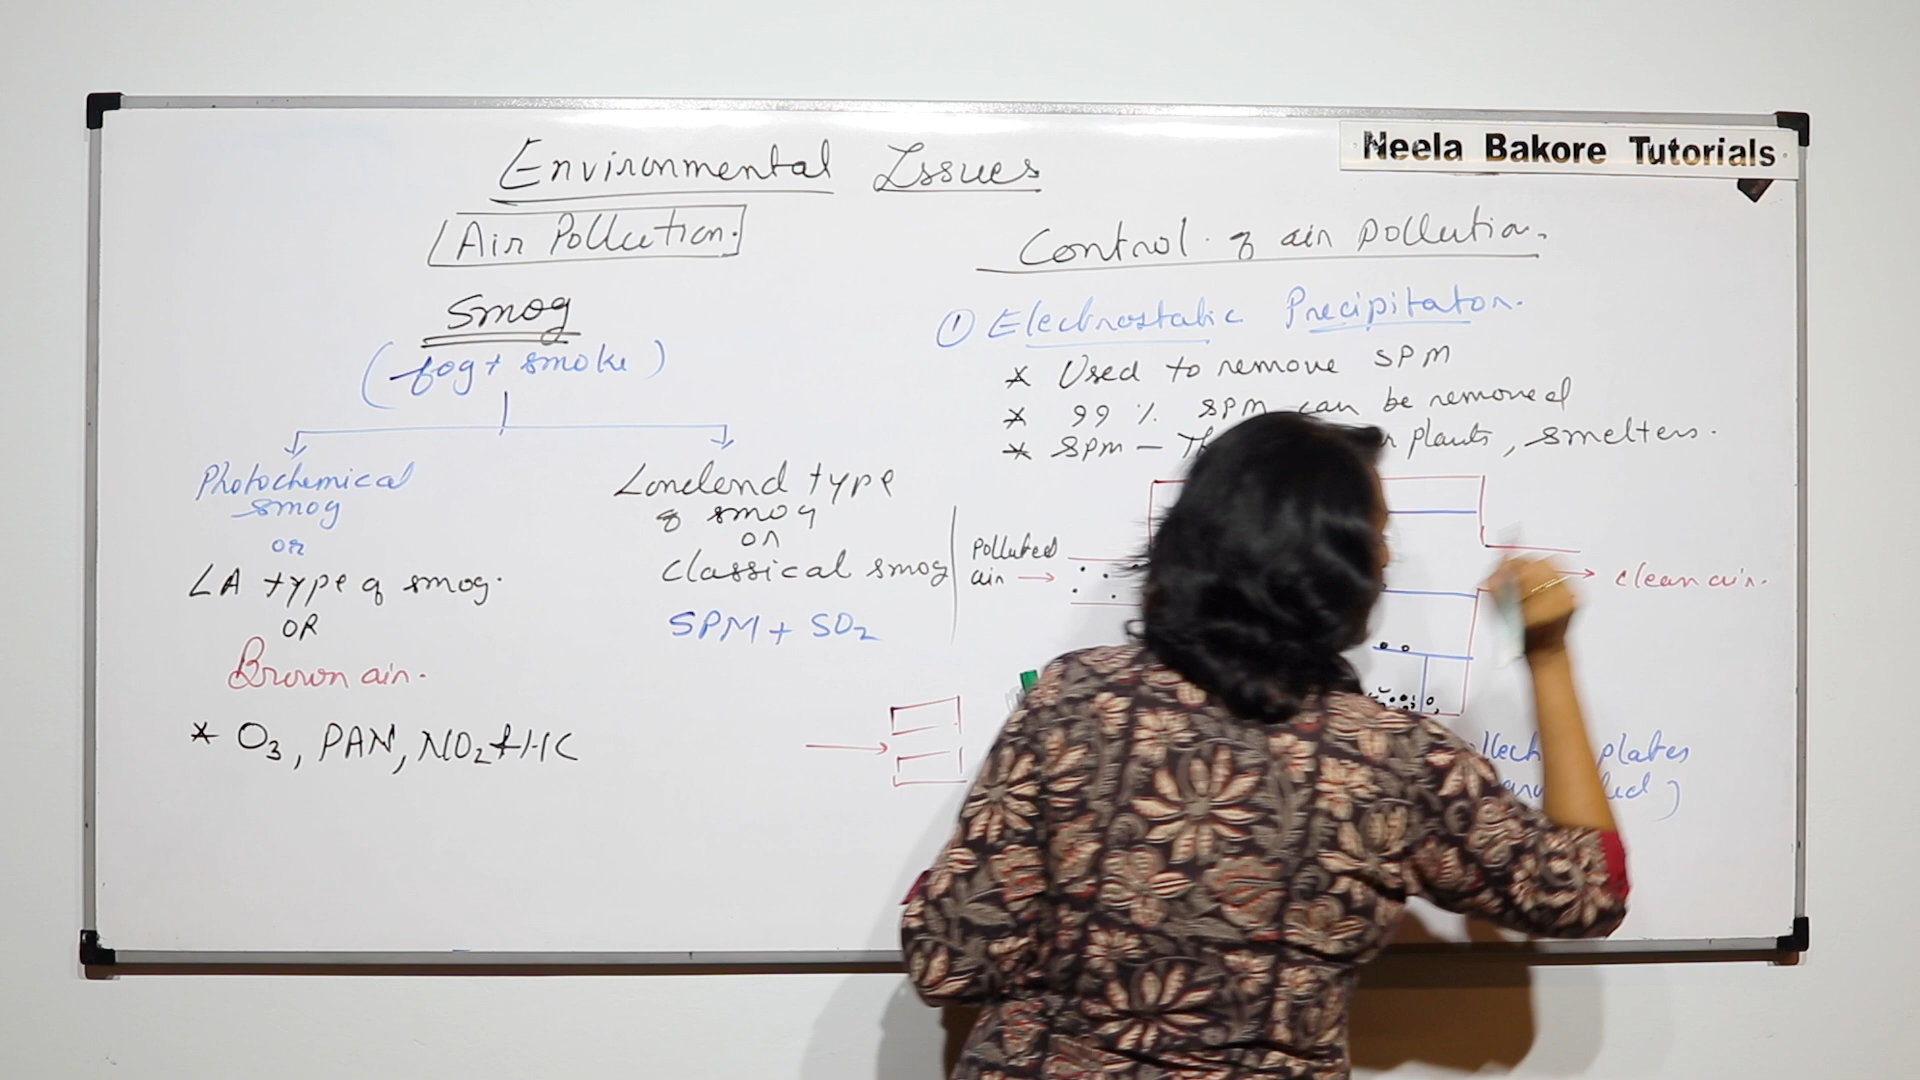 Neela Bakore Tutorials
Environmental Issues
Air Pollution.
Smog
(fog + smoke)
Photochemical
smog
or
LA type of smog.
OR
Brown air.
* O3, PAN, NO2 + HC
Londend type
of smog
or
Classical smog
SPM + SO2
Control of air pollution.
① Electrostatic Precipitator.
* Used to remove SPM
* 99 % SPM can be removed
* SPM — plants, smelters.
Polluted
air →
→ clean air.
plates